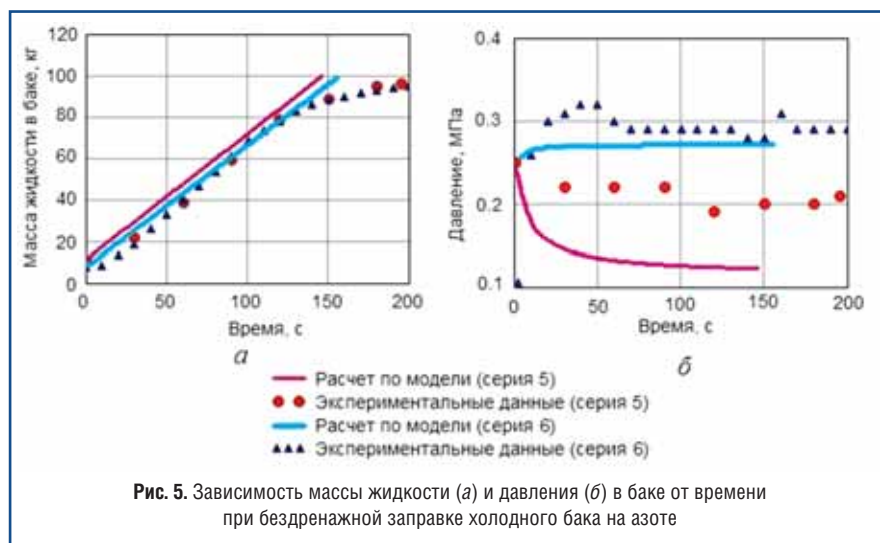 120
100
80
60
40
20
0
Масса жидкости в баке, кг
0 50 100 150 200
Время, с
а
0.4
0.3
0.2
0.1
Давление, МПа
0 50 100 150 200
Время, с
б
Расчет по модели (серия 5)
Экспериментальные данные (серия 5)
Расчет по модели (серия 6)
Экспериментальные данные (серия 6)
Рис. 5. Зависимость массы жидкости (а) и давления (б) в баке от времени
при бездренажной заправке холодного бака на азоте